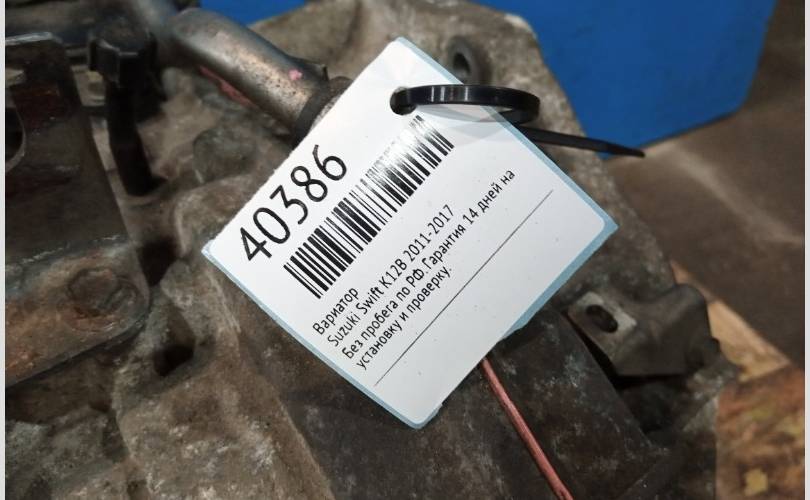 40386
Вариатор
Suzuki Swift K12B 2011-2017
Без пробега по РФ.Гарантия 14 дней на
установку и проверку.